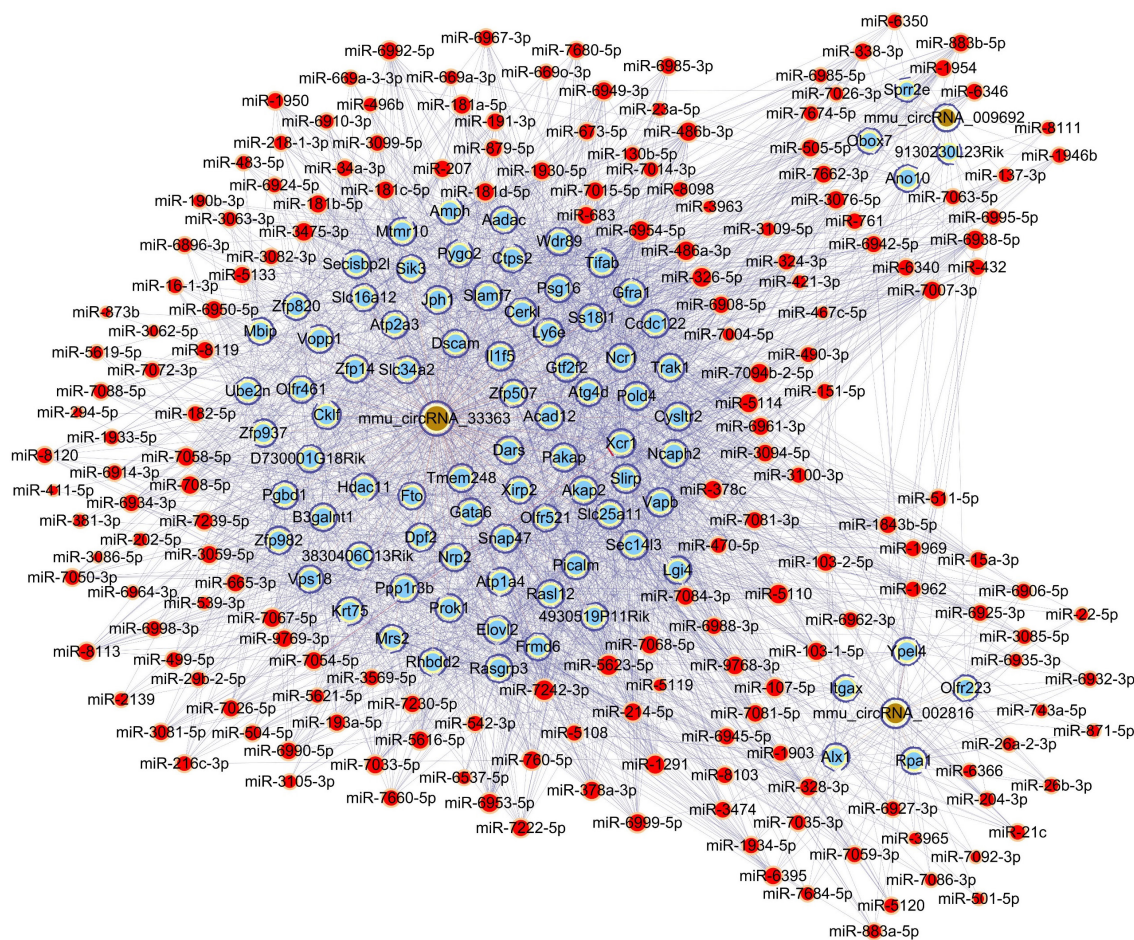 miR-6350
miR-6967-3p
miR-6992-5p
miR-7680-5p
miR-338-3p
miR-883b-5p
miR-669a-3-3p
miR-669a-3p
miR-669o-3p
miR-6985-3p
miR-6985-5p
miR-1954
Sprr2e
miR-6949-3p
miR-7026-3p
miR-6346
miR-1950
miR-496b
miR-181a-5p
miR-23a-5p
miR-7674-5p
mmu_circRNA_009692
miR-6910-3p
miR-191-3p
miR-673-5p
miR-486b-3p
miR-3111
miR-218-1-3p
miR-3099-5p
miR-879-5p
miR-130b-5p
miR-505-5p
Obox7
9130230L23Rik
miR-1946b
miR-483-5p
miR-34a-3p
miR-207
miR-1930-5p
miR-7014-3p
miR-7662-3p
Ano10
miR-137-3p
miR-6924-5p
miR-181c-5p
miR-181d-5p
miR-7015-5p
miR-8098
miR-190b-3p
miR-181b-5p
miR-3963
miR-3076-5p
miR-7063-5p
miR-3063-3p
Amph
Aadac
miR-683
miR-761
miR-6995-5p
miR-3475-3p
Mtmr10
miR-6954-5p
miR-3109-5p
miR-6896-3p
Wdr89
miR-486a-3p
miR-6942-5p
miR-6938-5p
miR-3082-3p
Secisbp2l
Sik3
Pygo2
Ctps2
Tifab
miR-324-3p
miR-5133
miR-326-5p
miR-421-3p
miR-6340
miR-432
miR-16-1-3p
Slc16a12
Jph1
Slamf7
Psg16
Gfra1
miR-7007-3p
miR-6950-5p
Zfp820
miR-6908-5p
miR-873b
Cerkl
Ss18l1
miR-467c-5p
miR-3062-5p
Mbip
Vopp1
Atp2a3
Ly6e
Ccdc122
miR-7004-5p
miR-5619-5p
miR-8119
Dscam
Il1f5
miR-490-3p
miR-7072-3p
Zfp14
Slc34a2
Gtf2f2
Ncr1
Trak1
miR-7094b-2-5p
miR-7088-5p
Ube2n
Olfr461
Zfp507
Atg4d
Pold4
miR-151-5p
miR-294-5p
miR-182-5p
Cklf
mmu_circRNA_33363
Acad12
Cysltr2
miR-5114
miR-1933-5p
Zfp937
miR-6961-3p
miR-8120
miR-7058-5p
D730001G18Rik
Dars
Pakap
Xcr1
Ncaph2
miR-3094-5p
miR-6914-3p
miR-708-5p
Tmem248
Slirp
miR-3100-3p
miR-411-5p
Pgbd1
Hdac11
Fto
Xirp2
Akap2
Vapb
miR-378c
miR-511-5p
miR-6934-3p
miR-381-3p
miR-7239-5p
B3galnt1
Gata6
Olfr521
Slc25a11
miR-7081-3p
miR-1843b-5p
miR-202-5p
Zfp982
Dpf2
Snap47
Sec14l3
miR-470-5p
miR-1969
miR-3086-5p
miR-3059-5p
3830406C13Rik
Nrp2
miR-103-2-5p
miR-15a-3p
miR-7050-3p
miR-665-3p
Vps18
Picalm
Lgi4
miR-6964-3p
Ppp1r3b
Atp1a4
Rasl12
miR-7084-3p
miR-5110
miR-1962
miR-6906-5p
miR-539-3p
Krt75
Prok1
4930519P11Rik
miR-6925-3p
miR-22-5p
miR-6998-3p
miR-7067-5p
miR-6988-3p
miR-6962-3p
miR-3085-5p
miR-8113
miR-9769-3p
Mrs2
Elovl2
Frmd6
miR-7068-5p
miR-103-1-5p
Ypel4
miR-6935-3p
miR-499-5p
miR-7054-5p
Rhbdd2
Rasgrp3
miR-5623-5p
miR-9768-3p
miR-29b-2-5p
miR-3569-5p
miR-5119
miR-107-5p
Itgax
Olfr223
miR-6932-3p
miR-2139
miR-7026-5p
miR-5621-5p
miR-7230-5p
miR-7242-3p
miR-214-5p
miR-7081-5p
mmu_circRNA_002816
miR-743a-5p
miR-3081-5p
miR-504-5p
miR-193a-5p
miR-542-3p
miR-5108
miR-6945-5p
miR-871-5p
miR-6990-5p
miR-5616-5p
miR-1903
Alx1
Rpa1
miR-26a-2-3p
miR-216c-3p
miR-7033-5p
miR-760-5p
miR-1291
miR-8103
miR-6366
miR-3105-3p
miR-6537-5p
miR-378a-3p
miR-328-3p
miR-26b-3p
miR-7660-5p
miR-6953-5p
miR-3474
miR-6927-3p
miR-204-3p
miR-7222-5p
miR-6999-5p
miR-7035-3p
miR-21c
miR-1934-5p
miR-3965
miR-7059-3p
miR-7092-3p
miR-6395
miR-7086-3p
miR-7684-5p
miR-5120
miR-501-5p
miR-883a-5p